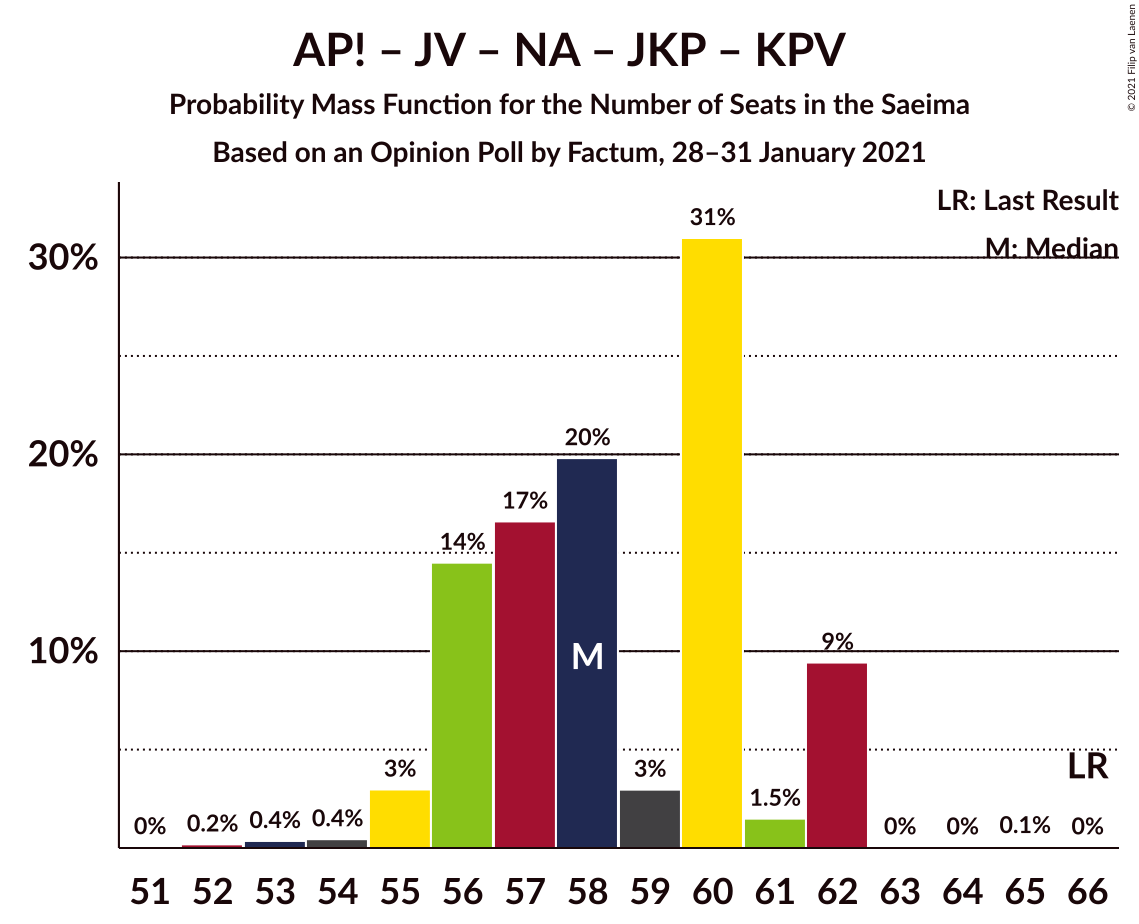 AP! – JV – NA – JKP – KPV
Probability Mass Function for the Number of Seats in the Saeima
Based on an Opinion Poll by Factum, 28–31 January 2021
© 2021 Filip van Laenen
LR: Last Result
M: Median
30%
20%
10%
0%
0.2%
0.4%
0.4%
3%
14%
17%
20%
3%
31%
1.5%
9%
0%
0%
0.1%
0%
M
LR
51 52 53 54 55 56 57 58 59 60 61 62 63 64 65 66